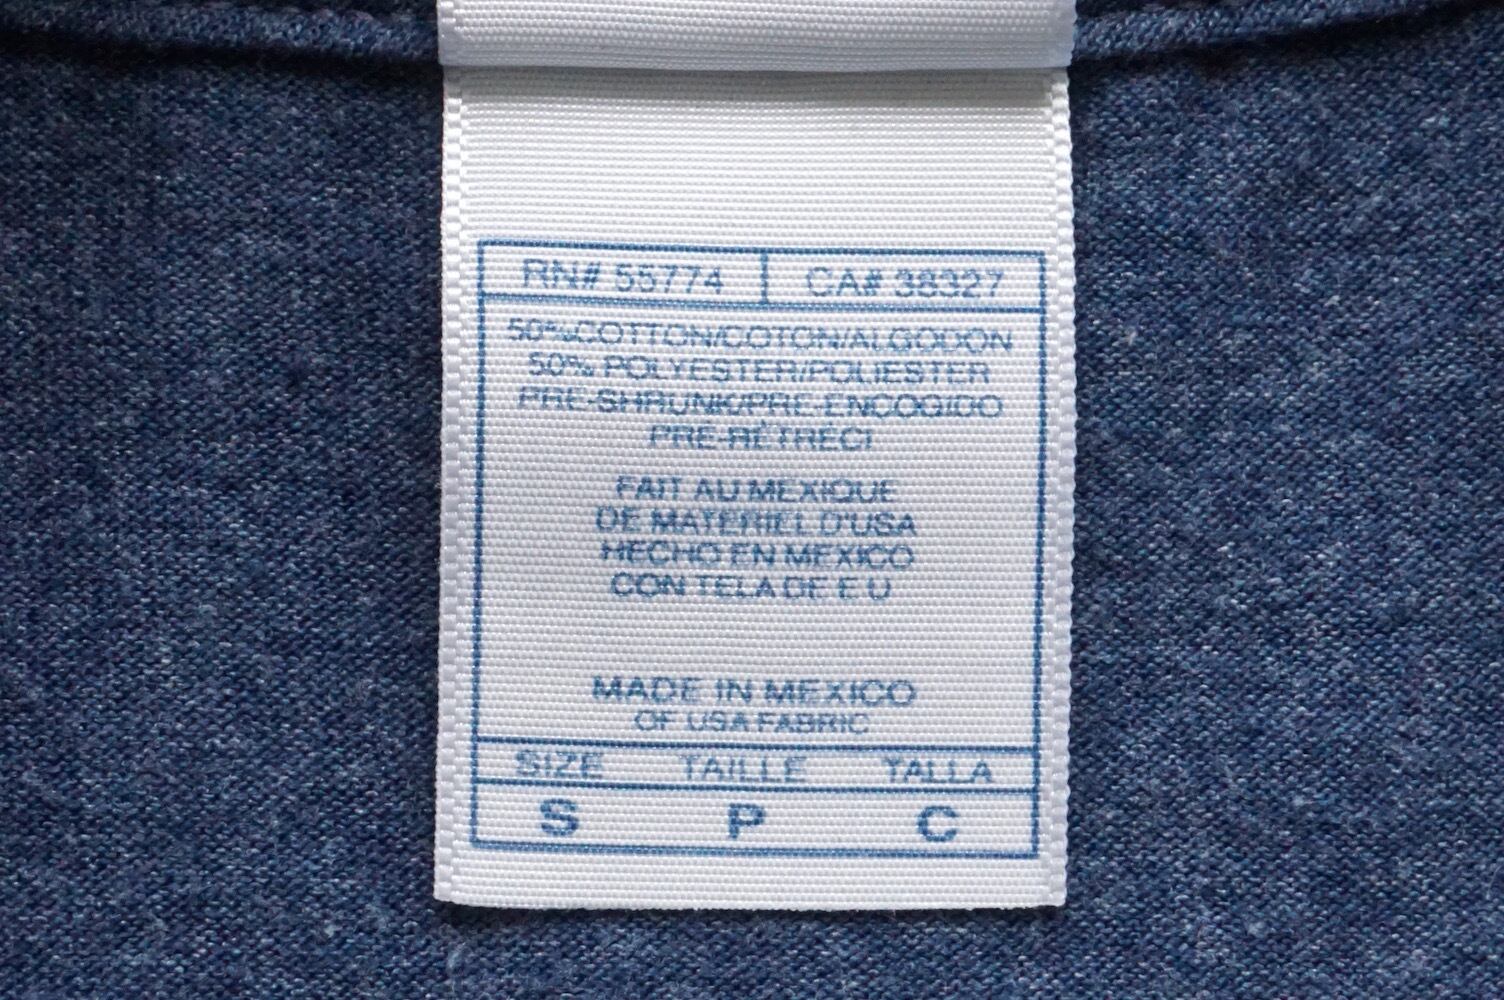 RN# 55774 CA# 38327
50%COTTON/COTON/ALGODON
50% POLYESTER/POLIESTER
PRE-SHRUNK/PRE-ENCOGIDO
PRE-RÉTRÉCI
FAIT AU MEXIQUE
DE MATERIEL D'USA
HECHO EN MEXICO
CON TELA DE E U
MADE IN MEXICO
OF USA FABRIC
SIZE TAILLE TALLA
S P C